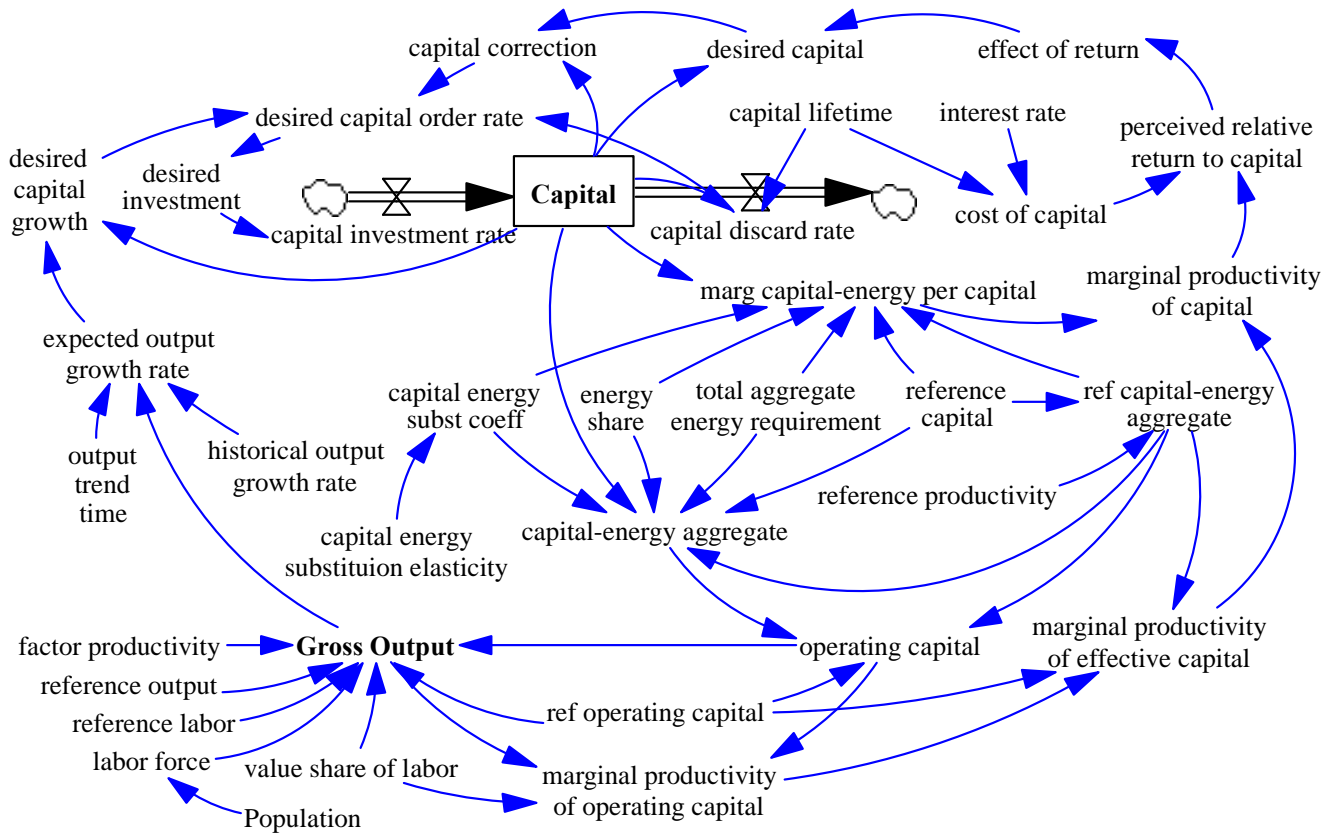 capital correction
desired capital
effect of return
desired capital order rate
capital lifetime
interest rate
perceived relative
return to capital
desired
capital
growth
desired
investment
Capital
cost of capital
capital investment rate
capital discard rate
marg capital-energy per capital
marginal productivity
of capital
expected output
growth rate
capital energy
subst coeff
energy
share
total aggregate
energy requirement
reference
capital
ref capital-energy
aggregate
output
trend
time
historical output
growth rate
reference productivity
capital energy
substituion elasticity
capital-energy aggregate
factor productivity
Gross Output
operating capital
marginal productivity
of effective capital
reference output
reference labor
ref operating capital
labor force
value share of labor
marginal productivity
of operating capital
Population